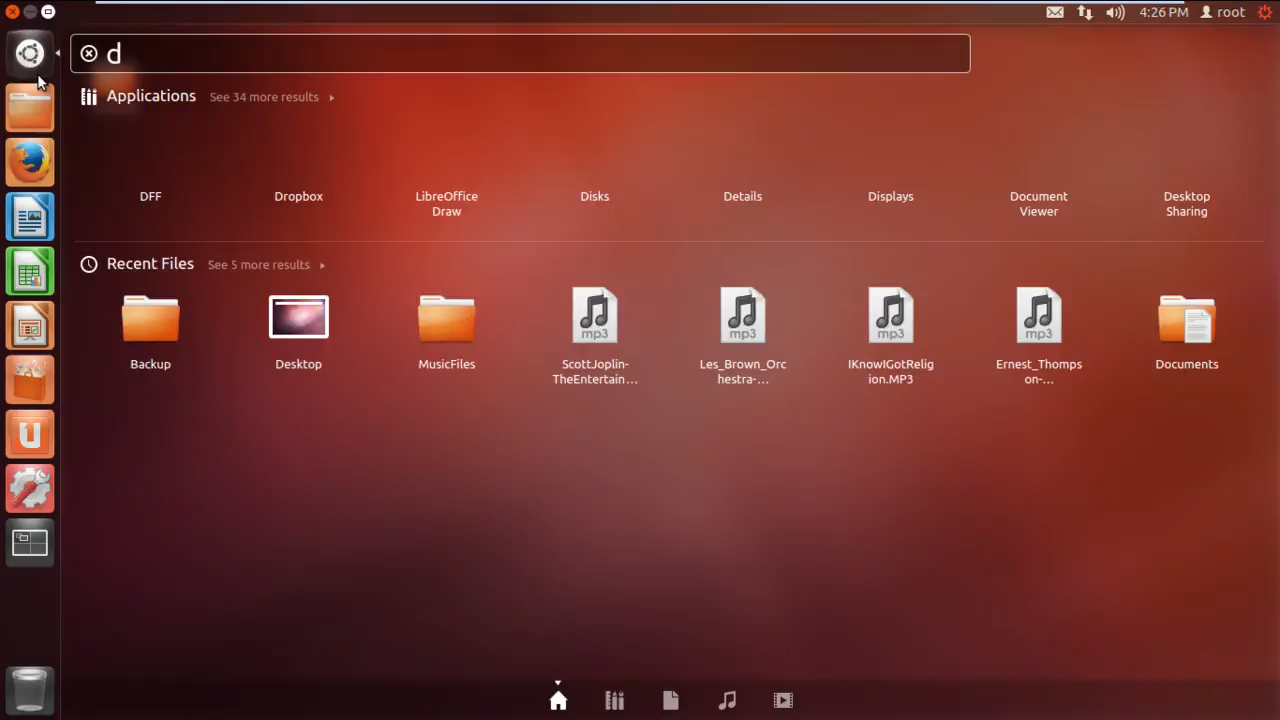 4:26 PM root
d
Applications See 34 more results
DFF Dropbox LibreOffice Draw Disks Details Displays Document Viewer Desktop Sharing
Recent Files See 5 more results
mp3 mp3 mp3 mp3
Backup Desktop MusicFiles ScottJoplin-TheEntertain... Les_Brown_Orchestra-... IKnowIGotReligion.MP3 Ernest_Thompson-... Documents